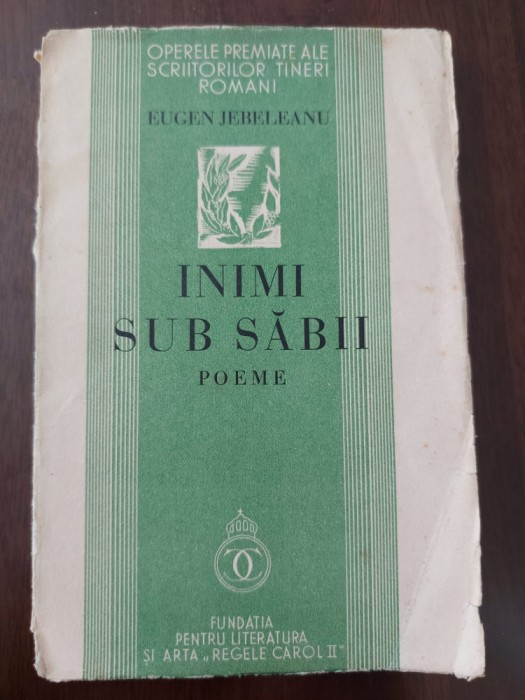 OPERELE PREMIATE ALE
SCRIITORILOR TINERI
ROMANI
EUGEN JEBELEANU
INIMI
SUB SĂBII
POEME
FUNDATIA
PENTRU LITERATURA
ȘI ARTA „REGELE CAROL II"